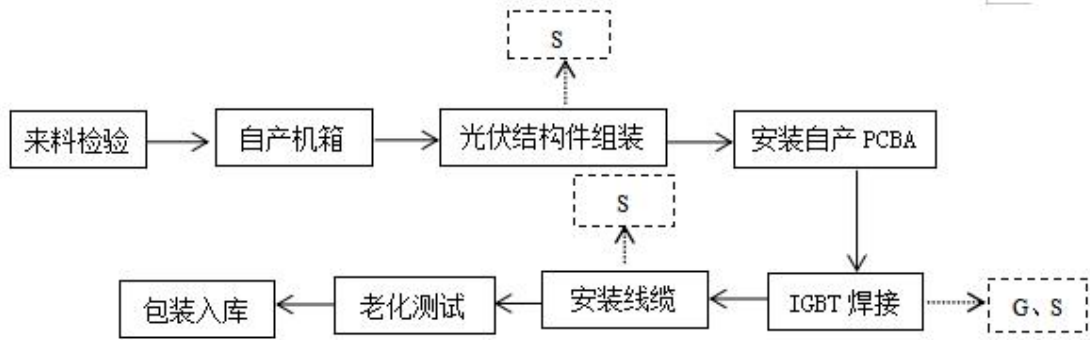 S
来料检验
自产机箱
光伏结构件组装
安装自产 PCBA
S
包装入库
老化测试
安装线缆
IGBT 焊接
G、S